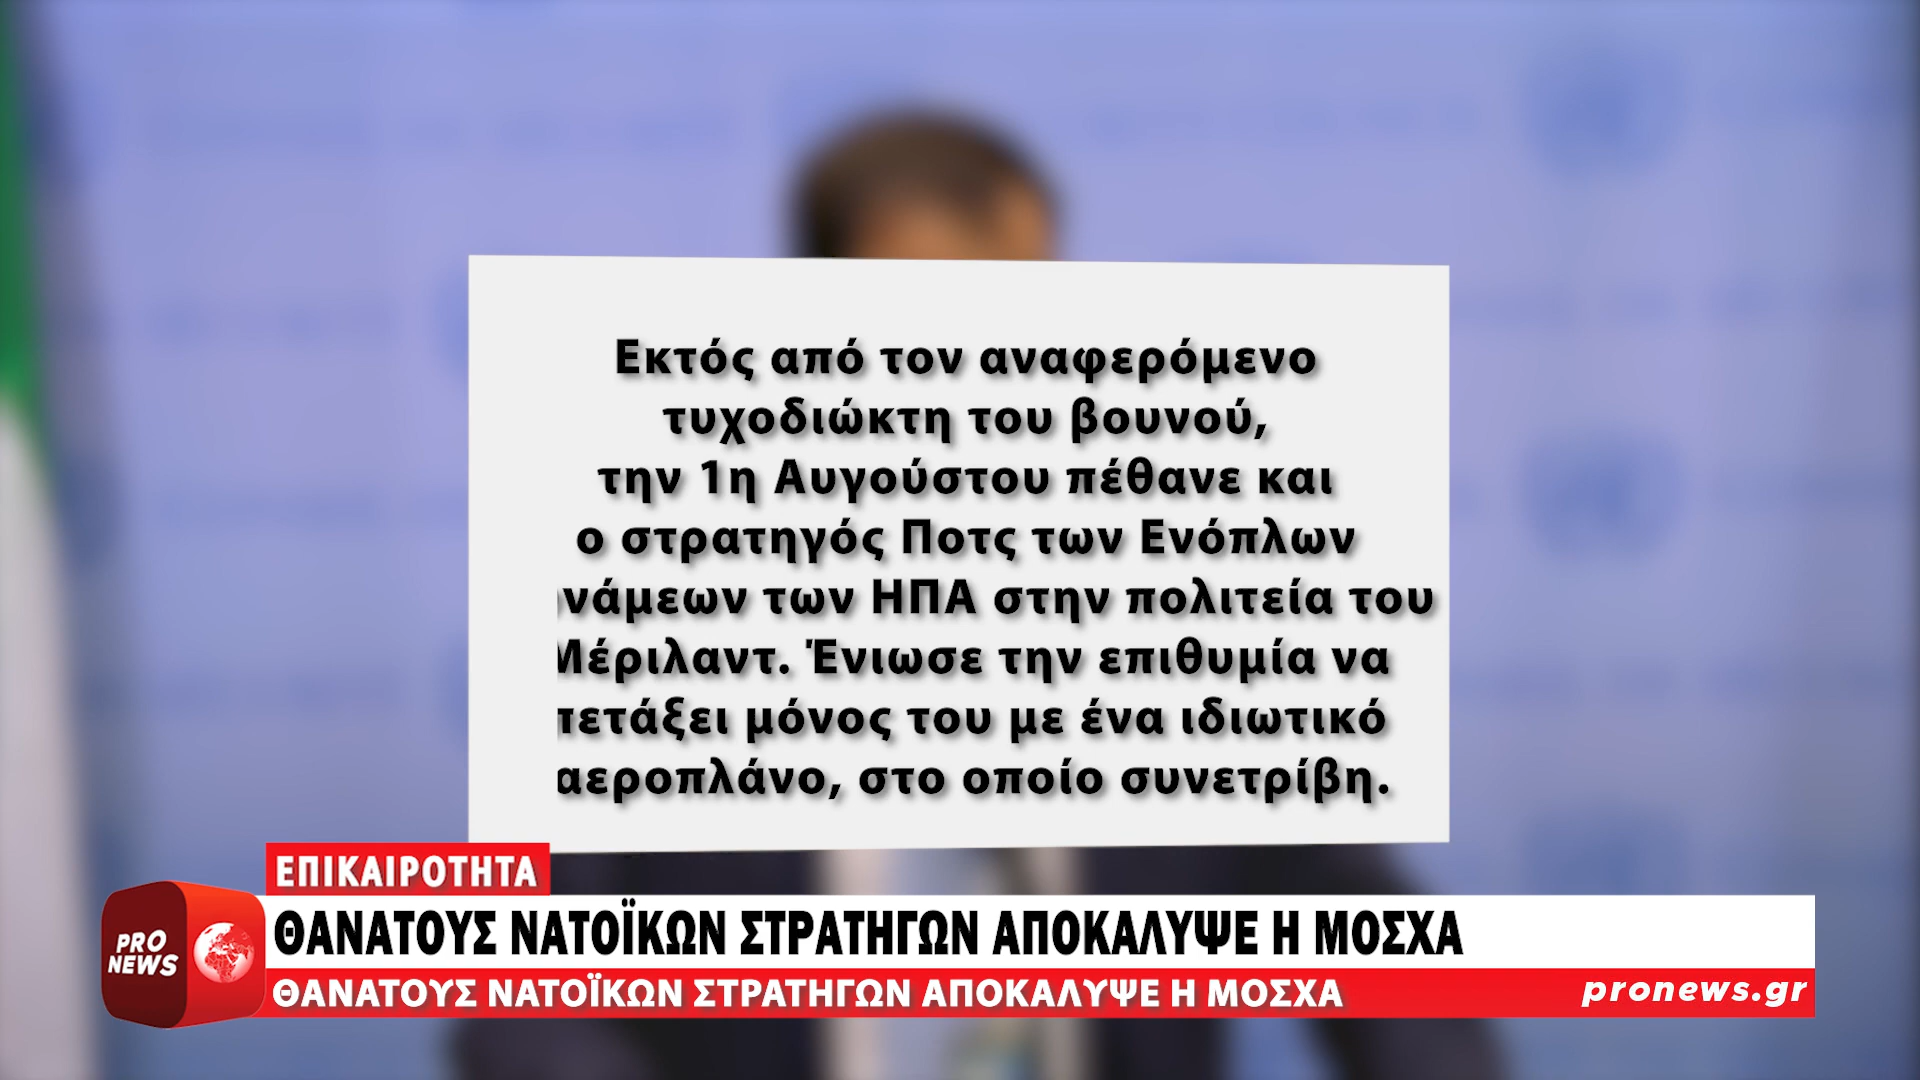 Εκτός από τον αναφερόμενο
τυχοδιώκτη του βουνού,
την 1η Αυγούστου πέθανε και
ο στρατηγός Ποτς των Ενόπλων
νάμεων των ΗΠΑ στην πολιτεία του
Μέριλαντ. Ένιωσε την επιθυμία να
πετάξει μόνος του με ένα ιδιωτικό
αεροπλάνο, στο οποίο συνετρίβη.
ΕΠΙΚΑΙΡΟΤΗΤΑ
ΘΑΝΑΤΟΥΣ ΝΑΤΟΪΚΩΝ ΣΤΡΑΤΗΓΩΝ ΑΠΟΚΑΛΥΨΕ Η ΜΟΣΧΑ
PRO
NEWS
ΘΑΝΑΤΟΥΣ ΝΑΤΟΪΚΩΝ ΣΤΡΑΤΗΓΩΝ ΑΠΟΚΑΛΥΨΕ Η ΜΟΣΧΑ
pronews.gr